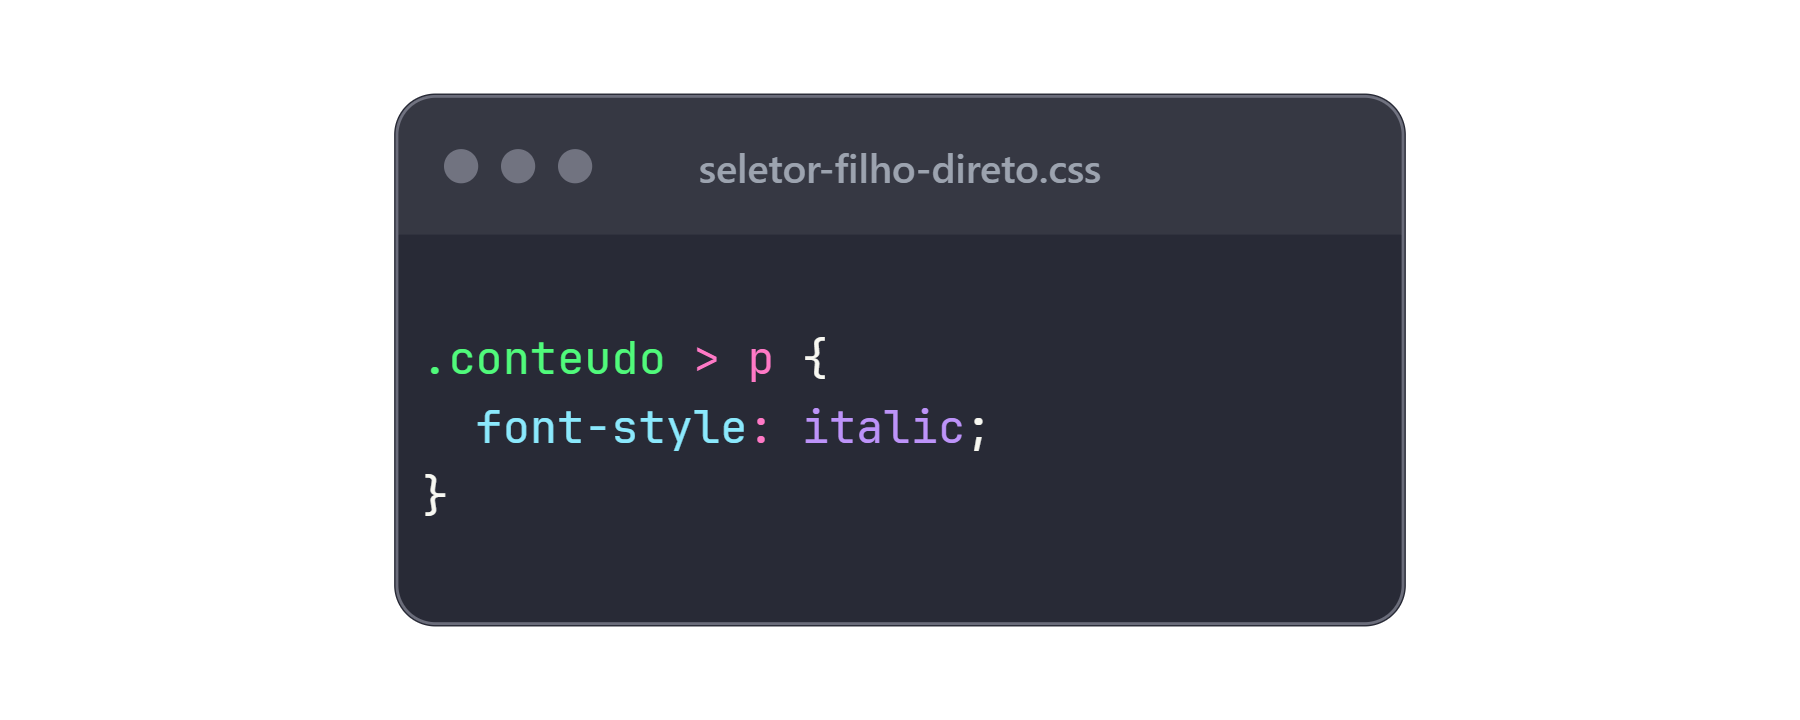 seletor-filho-direto.css
.conteudo > p {
  font-style: italic;
}